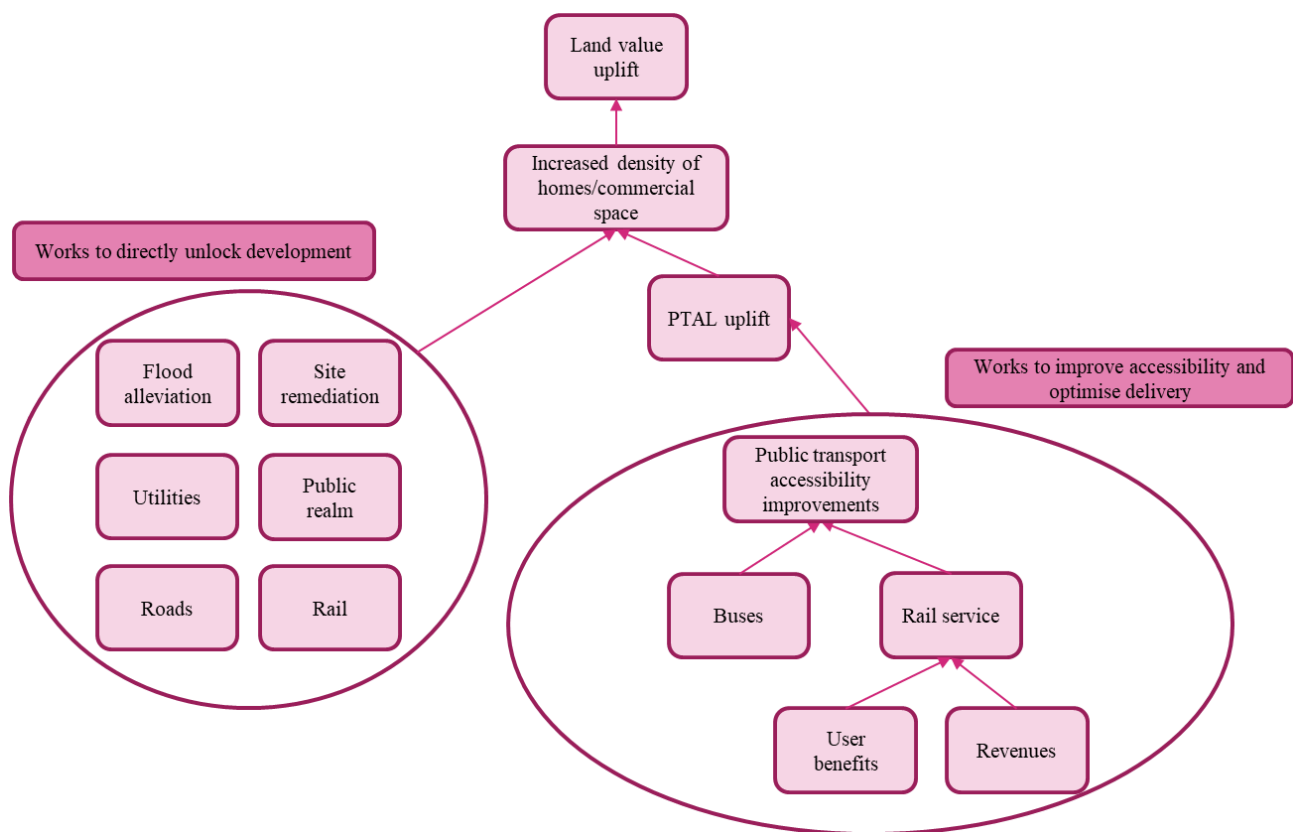 Land value
uplift
Increased density of
homes/commercial
space
Works to directly unlock development
PTAL uplift
Works to improve accessibility and
optimise delivery
Flood
alleviation
Site
remediation
Utilities
Public
realm
Roads
Rail
Public transport
accessibility
improvements
Buses
Rail service
User
benefits
Revenues